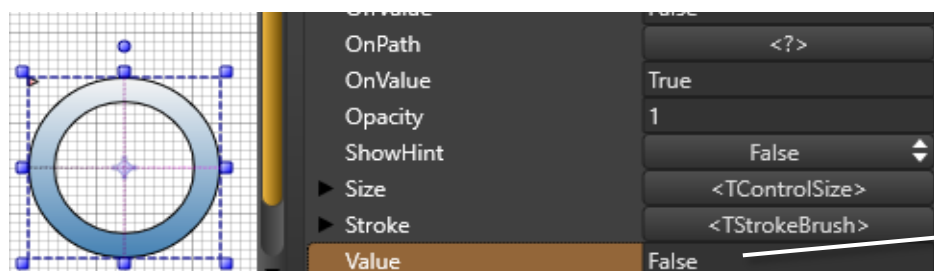 OnPath <?>
OnValue True
Opacity 1
ShowHint False
Size <TControlSize>
Stroke <TStrokeBrush>
Value False